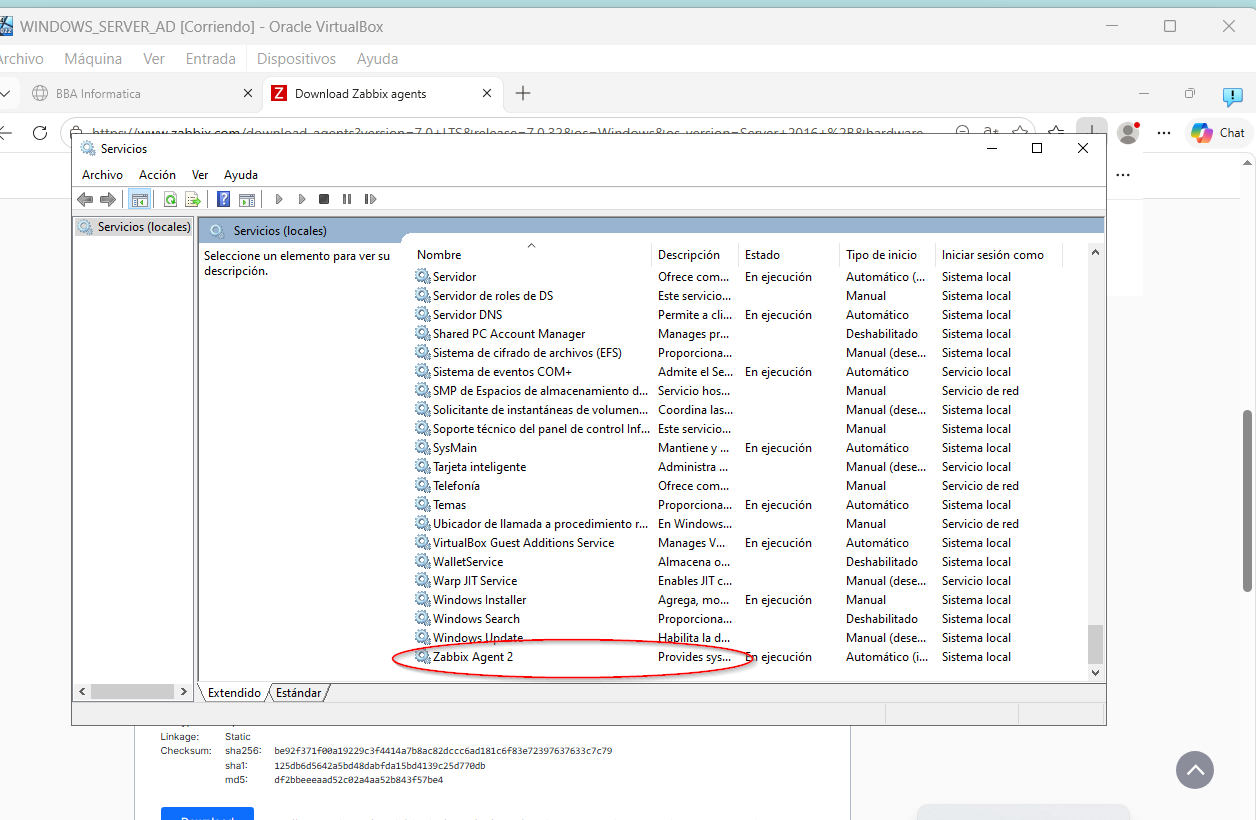 WINDOWS_SERVER_AD [Corriendo] - Oracle VirtualBox
Archivo Máquina Ver Entrada Dispositivos Ayuda
BBA Informatica
Download Zabbix agents
Chat
Servicios
Archivo Acción Ver Ayuda
Servicios (locales)
Servicios (locales)
Seleccione un elemento para ver su
descripción.
Nombre Descripción Estado Tipo de inicio Iniciar sesión como
Servidor Ofrece com... En ejecución Automático (... Sistema local
Servidor de roles de DS Este servicio... Manual Sistema local
Servidor DNS Permite a cli... En ejecución Automático Sistema local
Shared PC Account Manager Manages pr... Deshabilitado Sistema local
Sistema de cifrado de archivos (EFS) Proporciona... Manual (dese... Sistema local
Sistema de eventos COM+ Admite el Se... En ejecución Automático Servicio local
SMP de Espacios de almacenamiento d... Servicio hos... Manual Servicio de red
Solicitante de instantáneas de volumen... Coordina las... Manual (dese... Sistema local
Soporte técnico del panel de control Inf... Este servicio... Manual Sistema local
SysMain Mantiene y ... En ejecución Automático Sistema local
Tarjeta inteligente Administra ... Manual (dese... Servicio local
Telefonía Ofrece com... Manual Servicio de red
Temas Proporciona... En ejecución Automático Sistema local
Ubicador de llamada a procedimiento r... En Windows... Manual Servicio de red
VirtualBox Guest Additions Service Manages V... En ejecución Automático Sistema local
WalletService Almacena o... Deshabilitado Sistema local
Warp JIT Service Enables JIT c... Manual (dese... Servicio local
Windows Installer Agrega, mo... En ejecución Manual Sistema local
Windows Search Proporciona... Deshabilitado Sistema local
Windows Update Habilita la d... Manual (dese... Sistema local
Zabbix Agent 2 Provides sys... En ejecución Automático (i... Sistema local
Extendido Estándar
Linkage: Static
Checksum: sha256: be92f371f00a19229c3f4414a7b8ac82dccc6ad181c6f83e72397637633c7c79
sha1: 125db6d5642a5bd48dabfda15bd4139c25d770db
md5: df2bbeeeaad52c02a4aa52b843f57be4